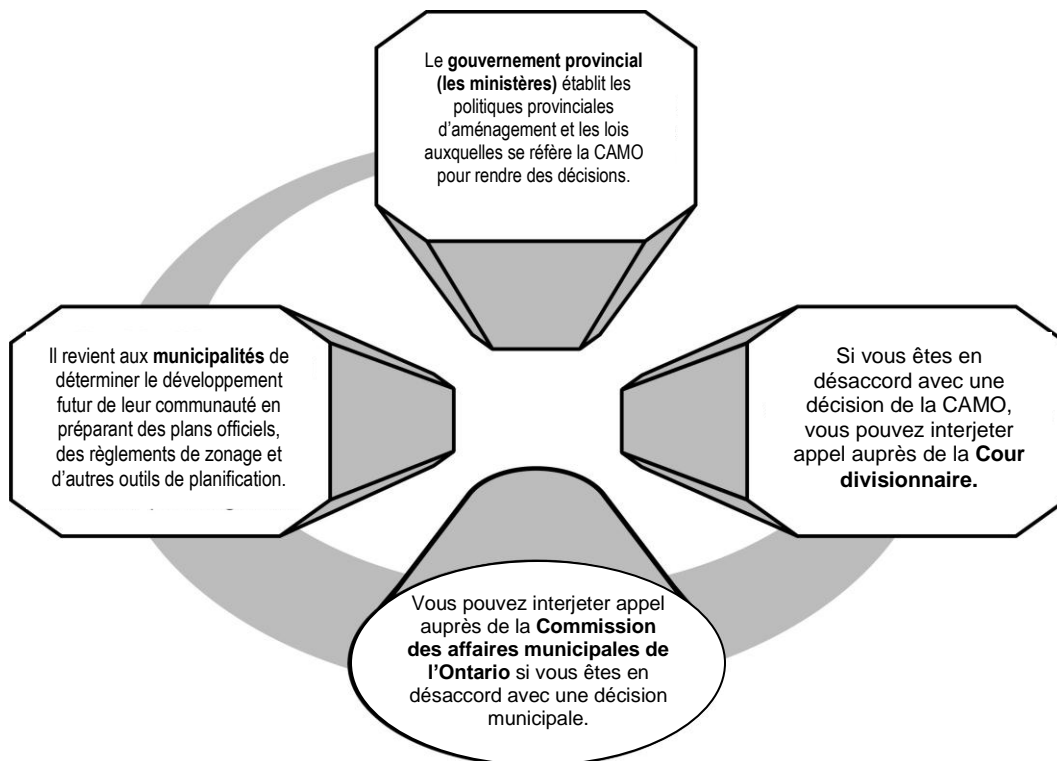 Le gouvernement provincial
(les ministères) établit les
politiques provinciales
d’aménagement et les lois
auxquelles se réfère la CAMO
pour rendre des décisions.
Il revient aux municipalités de
déterminer le développement
futur de leur communauté en
préparant des plans officiels,
des règlements de zonage et
d’autres outils de planification.
Si vous êtes en
désaccord avec une
décision de la CAMO,
vous pouvez interjeter
appel auprès de la Cour
divisionnaire.
Vous pouvez interjeter appel
auprès de la Commission
des affaires municipales de
l’Ontario si vous êtes en
désaccord avec une décision
municipale.